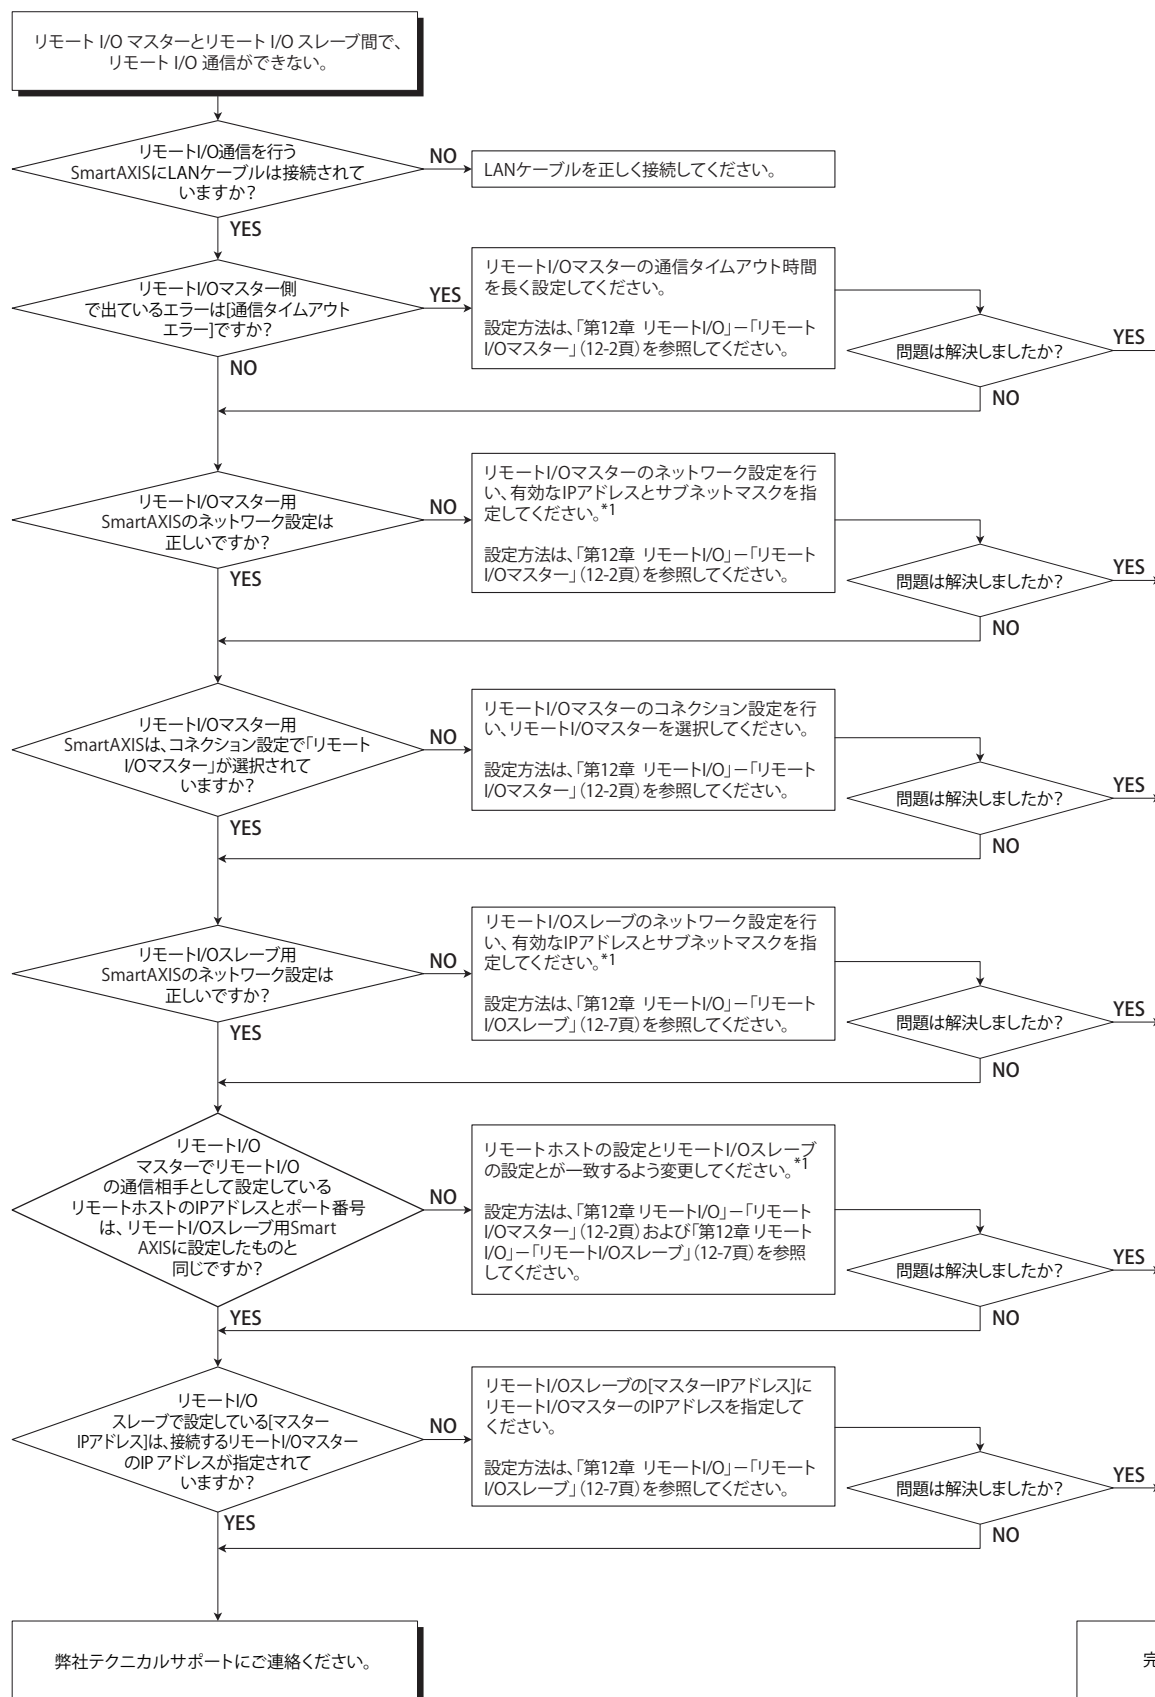 リモート I/O マスターとリモート I/O スレーブ間で、
リモート I/O 通信ができない。
リモートI/O通信を行う
SmartAXISにLANケーブルは接続されて
いますか？
NO
LANケーブルを正しく接続してください。
YES
リモートI/Oマスター側
で出ているエラーは[通信タイムアウト
エラー]ですか？
YES
リモートI/Oマスターの通信タイムアウト時間
を長く設定してください。
設定方法は、「第12章 リモートI/O」－「リモート
I/Oマスター」（12-2頁）を参照してください。
問題は解決しましたか？
YES
NO
NO
リモートI/Oマスター用
SmartAXISのネットワーク設定は
正しいですか？
NO
リモートI/Oマスターのネットワーク設定を行
い、有効なIPアドレスとサブネットマスクを指
定してください。*1
設定方法は、「第12章 リモートI/O」－「リモート
I/Oマスター」（12-2頁）を参照してください。
問題は解決しましたか？
YES
YES
NO
リモートI/Oマスター用
SmartAXISは、コネクション設定で「リモート
I/Oマスター」が選択されて
いますか？
NO
リモートI/Oマスターのコネクション設定を行
い、リモートI/Oマスターを選択してください。
設定方法は、「第12章 リモートI/O」－「リモート
I/Oマスター」（12-2頁）を参照してください。
問題は解決しましたか？
YES
YES
NO
リモートI/Oスレーブ用
SmartAXISのネットワーク設定は
正しいですか？
NO
リモートI/Oスレーブのネットワーク設定を行
い、有効なIPアドレスとサブネットマスクを指
定してください。*1
設定方法は、「第12章 リモートI/O」－「リモート
I/Oスレーブ」（12-7頁）を参照してください。
問題は解決しましたか？
YES
YES
NO
リモートI/O
マスターでリモートI/O
の通信相手として設定している
リモートホストのIPアドレスとポート番号
は、リモートI/Oスレーブ用Smart
AXISに設定したものと
同じですか？
NO
リモートホストの設定とリモートI/Oスレーブ
の設定とが一致するよう変更してください。*1
設定方法は、「第12章 リモートI/O」－「リモート
I/Oマスター」（12-2頁）および「第12章 リモート
I/O」－「リモートI/Oスレーブ」（12-7頁）を参照
してください。
問題は解決しましたか？
YES
YES
NO
リモートI/O
スレーブで設定している[マスター
IPアドレス]は、接続するリモートI/Oマスター
のIP アドレスが指定されて
いますか？
NO
リモートI/Oスレーブの[マスターIPアドレス]に
リモートI/OマスターのIPアドレスを指定して
ください。
設定方法は、「第12章 リモートI/O」－「リモート
I/Oスレーブ」（12-7頁）を参照してください。
問題は解決しましたか？
YES
YES
NO
弊社テクニカルサポートにご連絡ください。
完